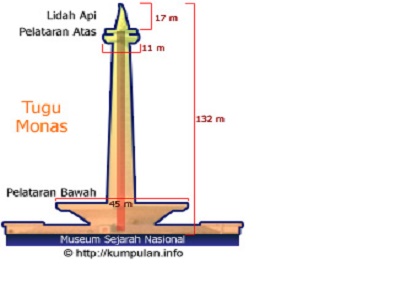 Lidah Api
17 m
Pelataran Atas
11 m
Tugu
Monas
132 m
Pelataran Bawah
45 m
Museum Sejarah Nasional
© http://kumpulan.info